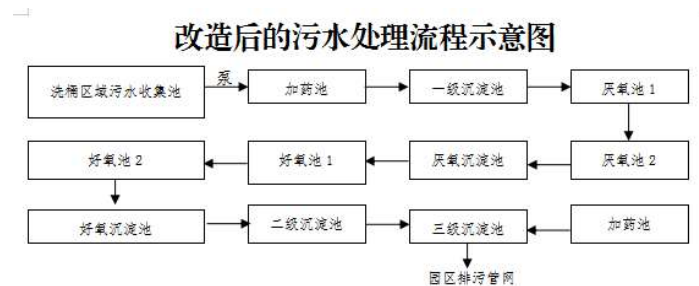 改造后的污水处理流程示意图
洗桶区域污水收集池
泵
加药池
一级沉淀池
厌氧池1
好氧池2
好氧池1
厌氧沉淀池
厌氧池2
好氧沉淀池
二级沉淀池
三级沉淀池
加药池
园区排污管网